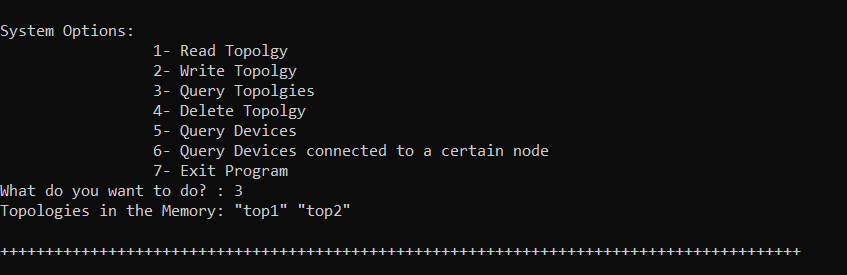 System Options:
1- Read Topolgy
2- Write Topolgy
3- Query Topolgies
4- Delete Topolgy
5- Query Devices
6- Query Devices connected to a certain node
7- Exit Program
What do you want to do? : 3
Topologies in the Memory: "top1" "top2"
+++++++++++++++++++++++++++++++++++++++++++++++++++++++++++++++++++++++++++++++++++++++++